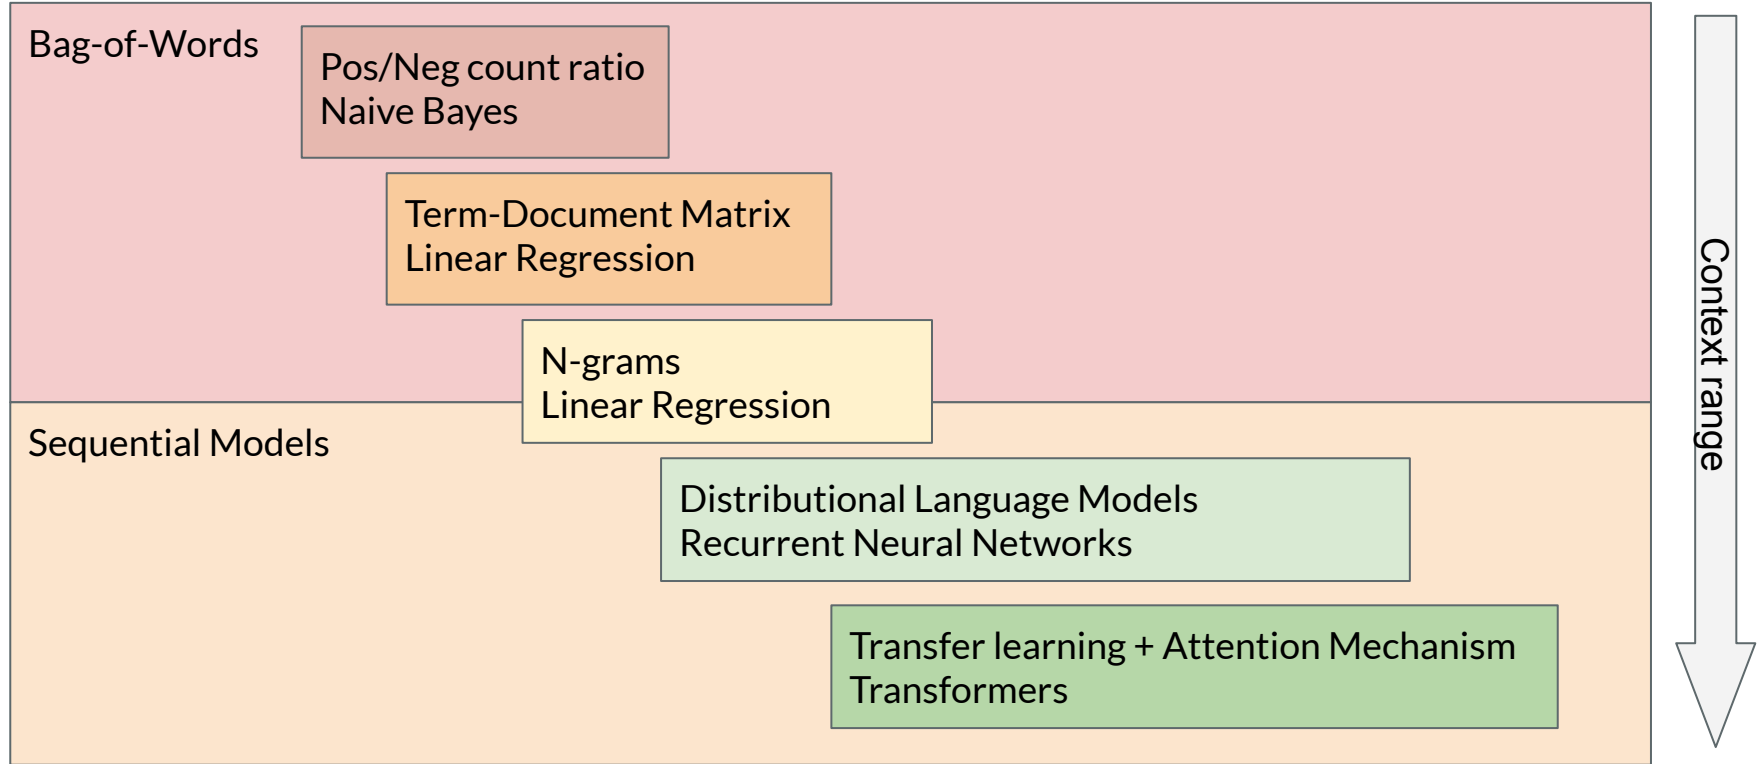 Bag-of-Words
Pos/Neg count ratio
Naive Bayes
Term-Document Matrix
Linear Regression
N-grams
Linear Regression
Sequential Models
Distributional Language Models
Recurrent Neural Networks
Transfer learning + Attention Mechanism
Transformers
Context range